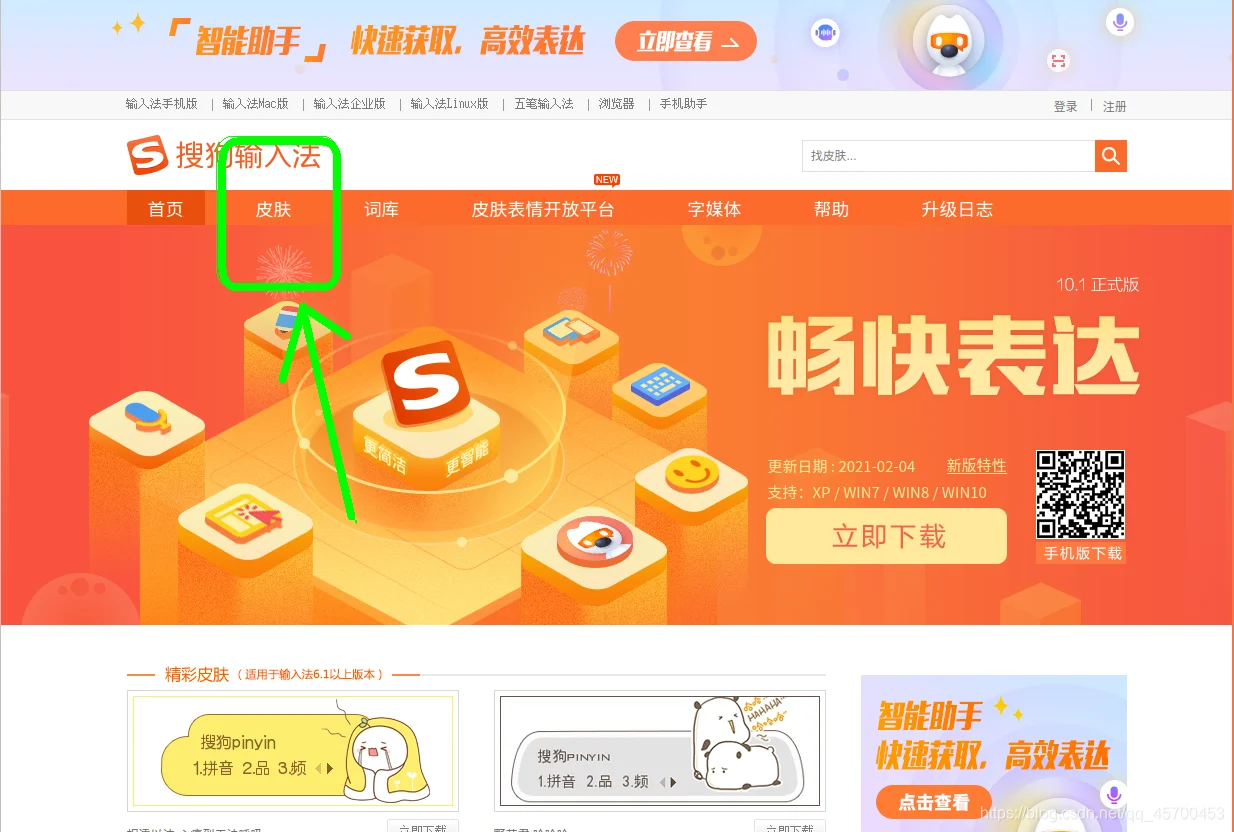 智能助手 快速获取，高效表达 立即查看
输入法手机版 | 输入法Mac版 | 输入法企业版 | 输入法Linux版 | 五笔输入法 | 浏览器 | 手机助手 登录 | 注册
搜狗输入法 找皮肤...
NEW
首页 皮肤 词库 皮肤表情开放平台 字媒体 帮助 升级日志
10.1 正式版
畅快表达
更简洁 更智能
更新日期 : 2021-02-04 新版特性
支持：XP / WIN7 / WIN8 / WIN10
立即下载
手机版下载
精彩皮肤（适用于输入法6.1以上版本）
搜狗pinyin
1.拼音 2.品 3.频
HAHAHA~
哈哈哈~
哈哈哈~
搜狗PINYIN
1.拼音 2.品 3.频
智能助手
快速获取，高效表达
点击查看
立即下载 立即下载
https://blog.csdn.net/qq_45700453